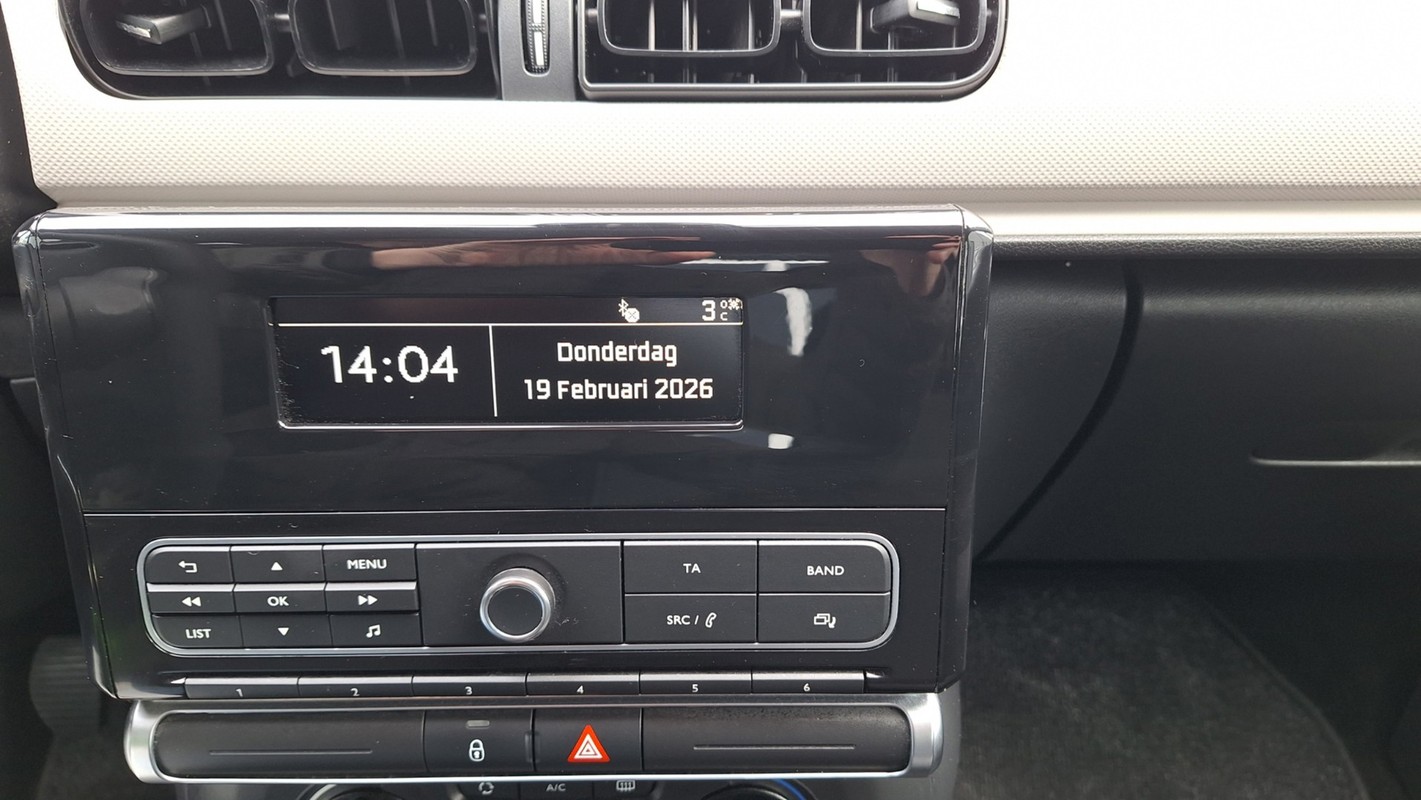 3 °C
14:04
Donderdag
19 Februari 2026
MENU
OK
LIST
TA
BAND
SRC /
1 2 3 4 5 6
A/C